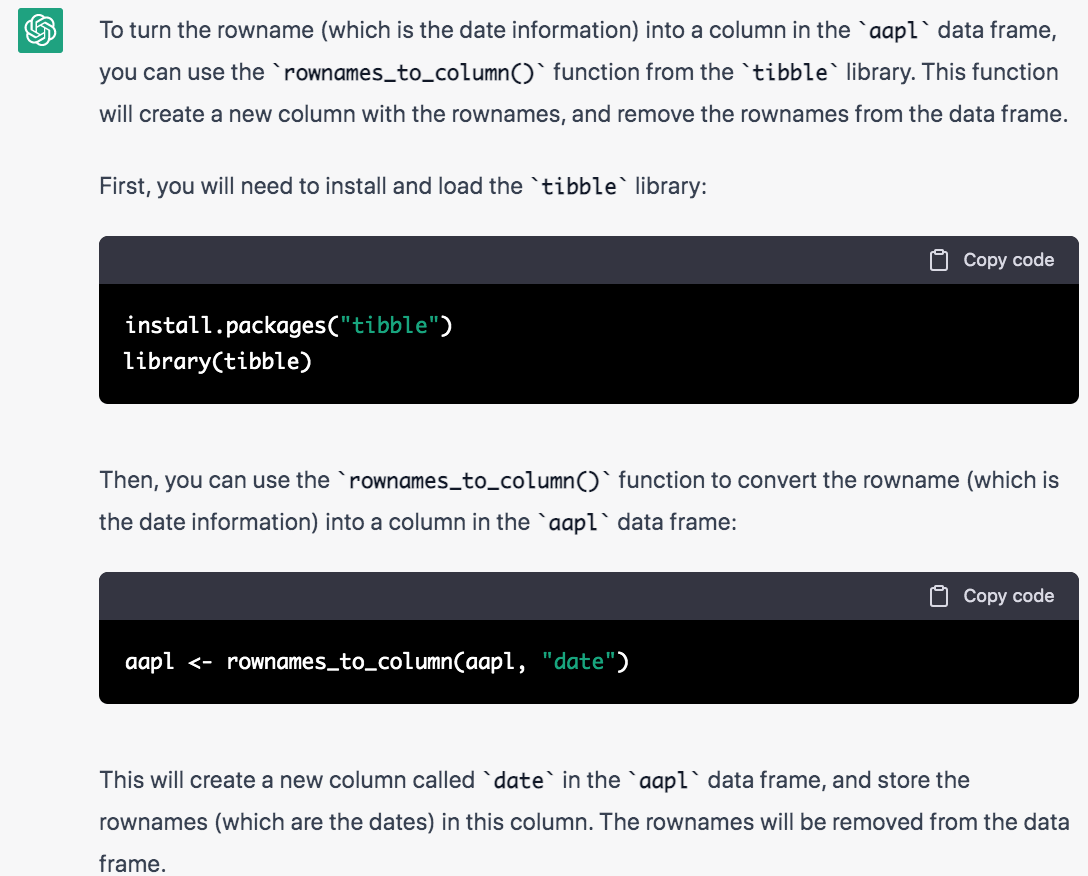 To turn the rowname (which is the date information) into a column in the `aapl` data frame,
you can use the `rownames_to_column()` function from the `tibble` library. This function
will create a new column with the rownames, and remove the rownames from the data frame.
First, you will need to install and load the `tibble` library:
Copy code
install.packages("tibble")
library(tibble)
Then, you can use the `rownames_to_column()` function to convert the rowname (which is
the date information) into a column in the `aapl` data frame:
Copy code
aapl <- rownames_to_column(aapl, "date")
This will create a new column called `date` in the `aapl` data frame, and store the
rownames (which are the dates) in this column. The rownames will be removed from the data
frame.